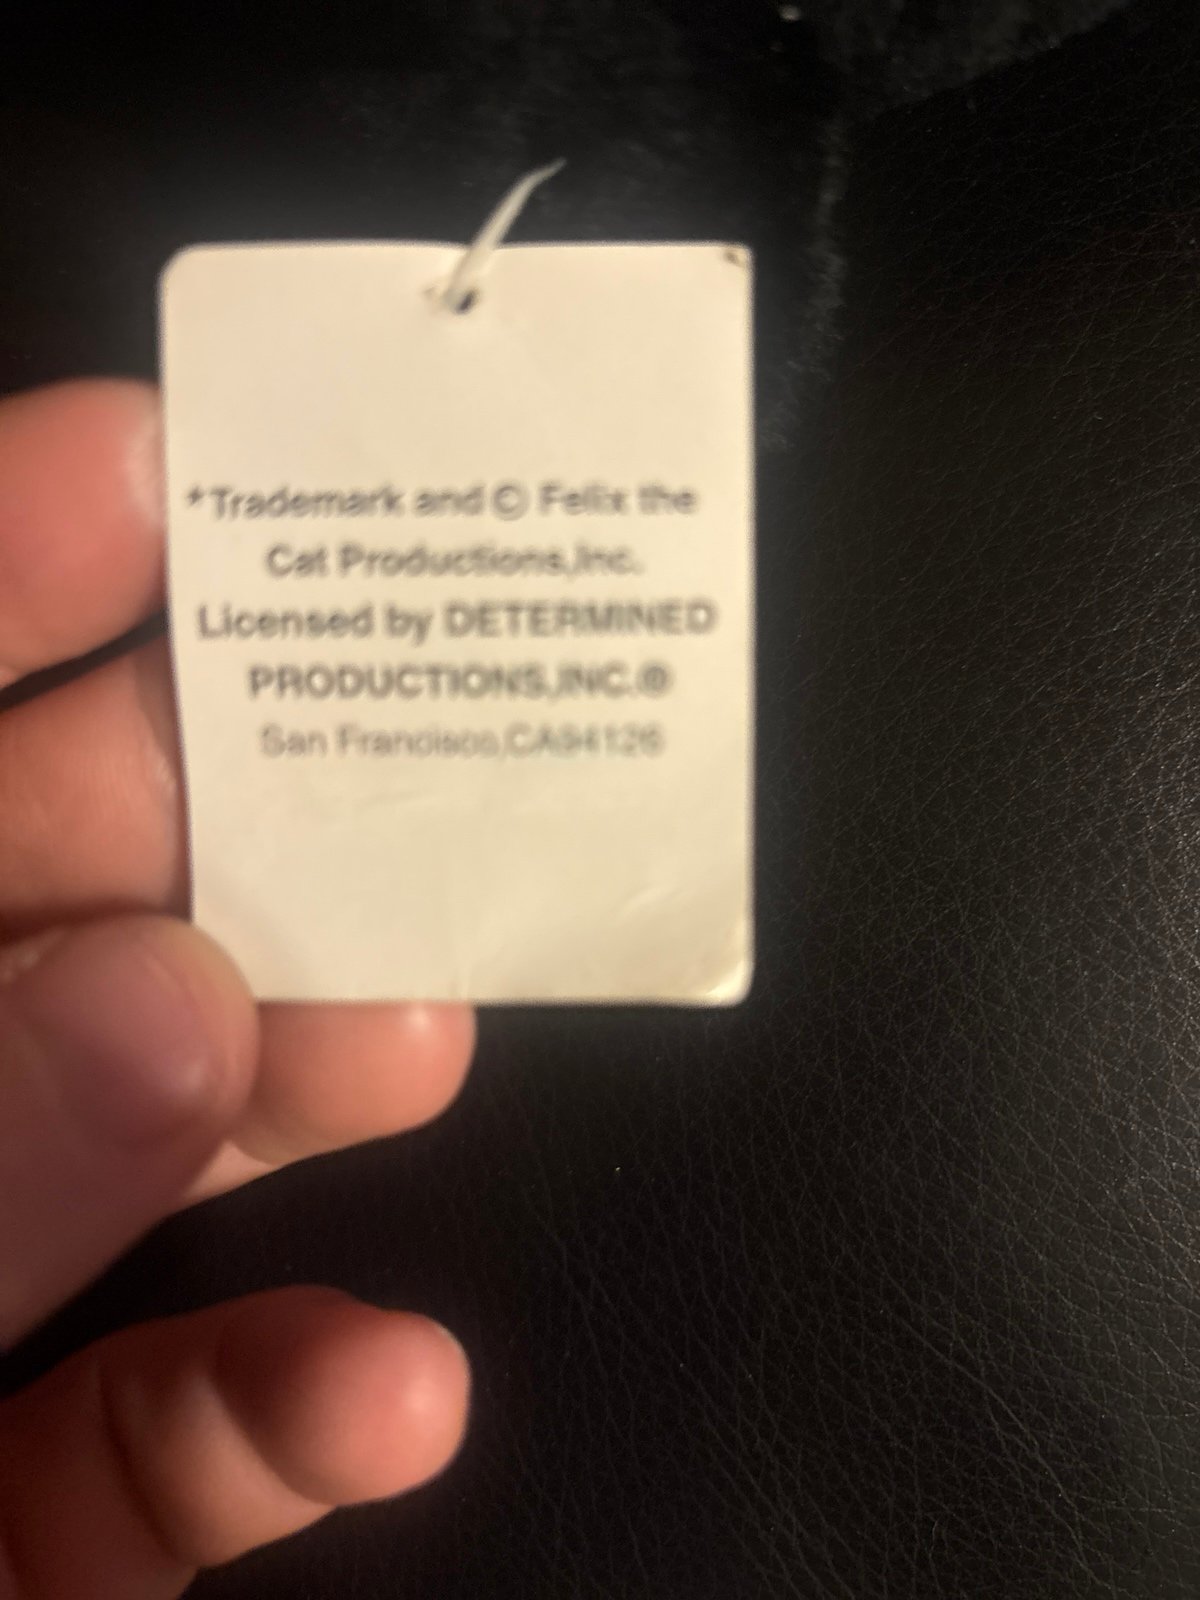 *Trademark and © Felix the
Cat Productions,Inc.
Licensed by DETERMINED
PRODUCTIONS,INC.®
San Francisco,CA94126